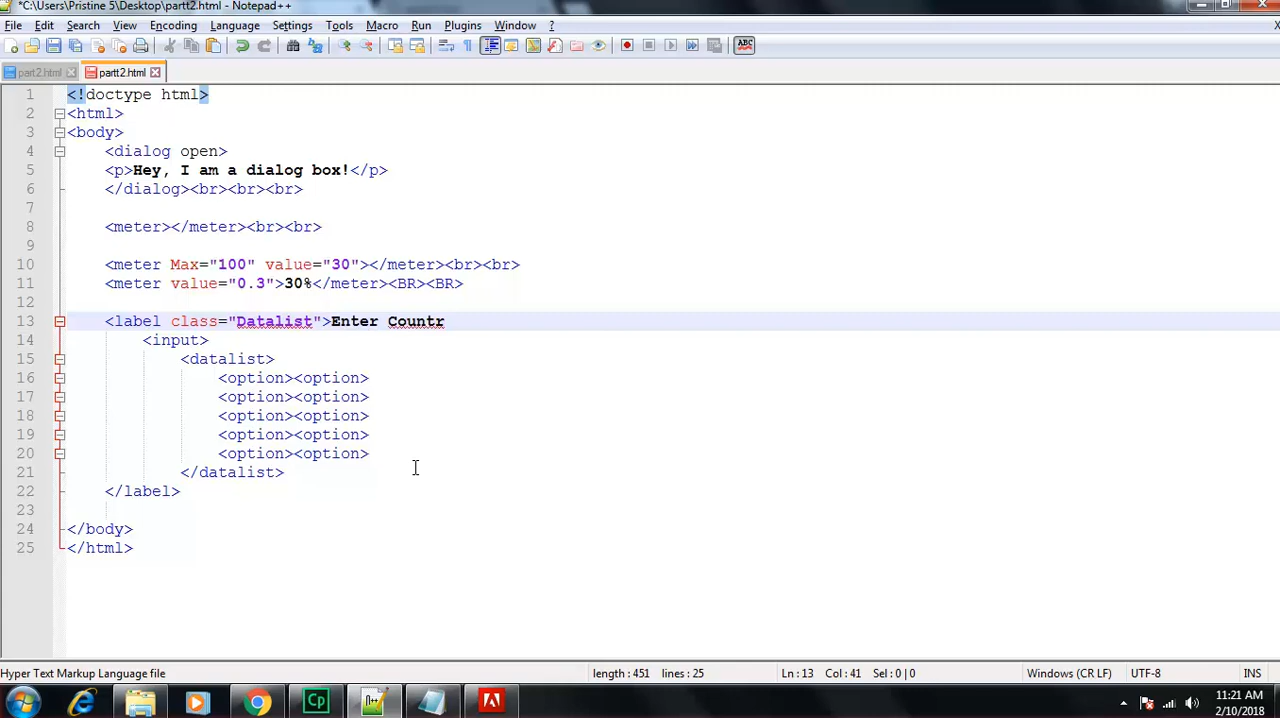 *C:\Users\Pristine 5\Desktop\partt2.html - Notepad++
File Edit Search View Encoding Language Settings Tools Macro Run Plugins Window ? X
ABC
part2.html partt2.html
1 <!doctype html>
2 <html>
3 <body>
4 <dialog open>
5 <p>Hey, I am a dialog box!</p>
6 </dialog><br><br><br>
7
8 <meter></meter><br><br>
9
10 <meter Max="100" value="30"></meter><br><br>
11 <meter value="0.3">30%</meter><BR><BR>
12
13 <label class="Datalist">Enter Countr
14 <input>
15 <datalist>
16 <option><option>
17 <option><option>
18 <option><option>
19 <option><option>
20 <option><option>
21 </datalist>
22 </label>
23
24 </body>
25 </html>
Hyper Text Markup Language file length : 451 lines : 25 Ln : 13 Col : 41 Sel : 0 | 0 Windows (CR LF) UTF-8 INS
Cp n++ 11:21 AM
2/10/2018